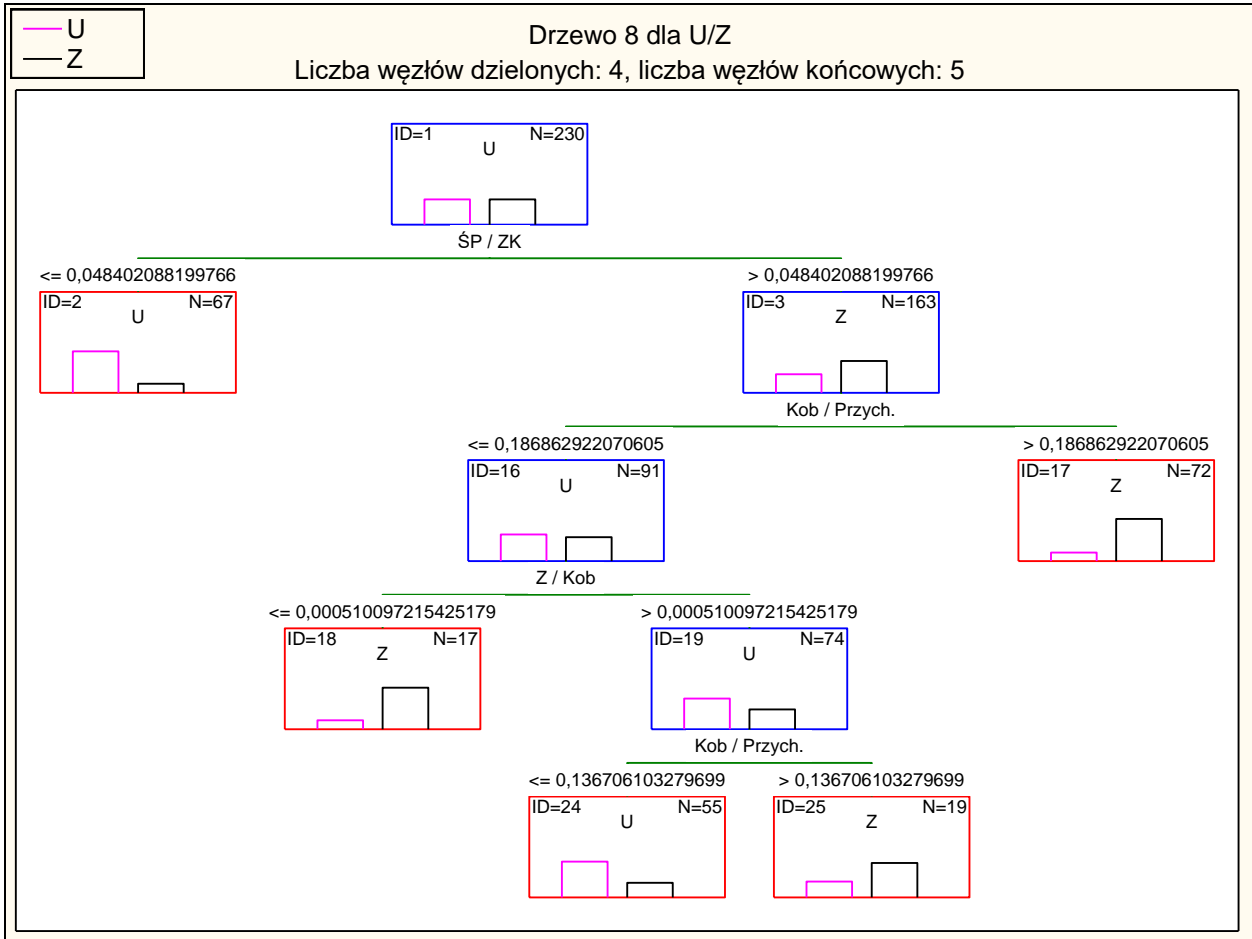 U
Z
Drzewo 8 dla U/Z
Liczba węzłów dzielonych: 4, liczba węzłów końcowych: 5
ID=1 N=230
U
ŚP / ZK
<= 0,048402088199766 > 0,048402088199766
ID=2 N=67
U
ID=3 N=163
Z
Kob / Przych.
<= 0,186862922070605 > 0,186862922070605
ID=16 N=91
U
ID=17 N=72
Z
Z / Kob
<= 0,000510097215425179 > 0,000510097215425179
ID=18 N=17
Z
ID=19 N=74
U
Kob / Przych.
<= 0,136706103279699 > 0,136706103279699
ID=24 N=55
U
ID=25 N=19
Z